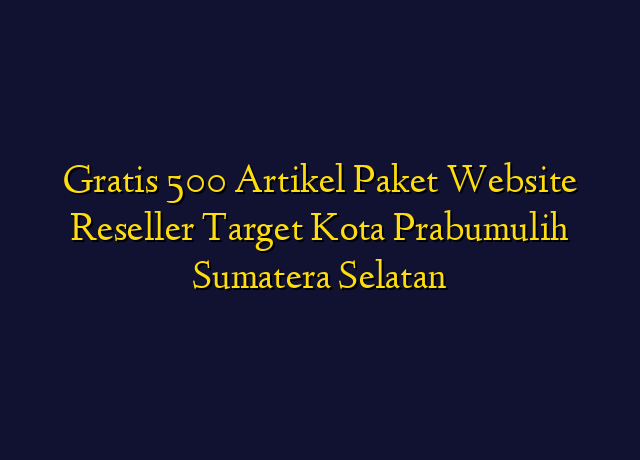 Gratis 500 Artikel Paket Website
Reseller Target Kota Prabumulih
Sumatera Selatan